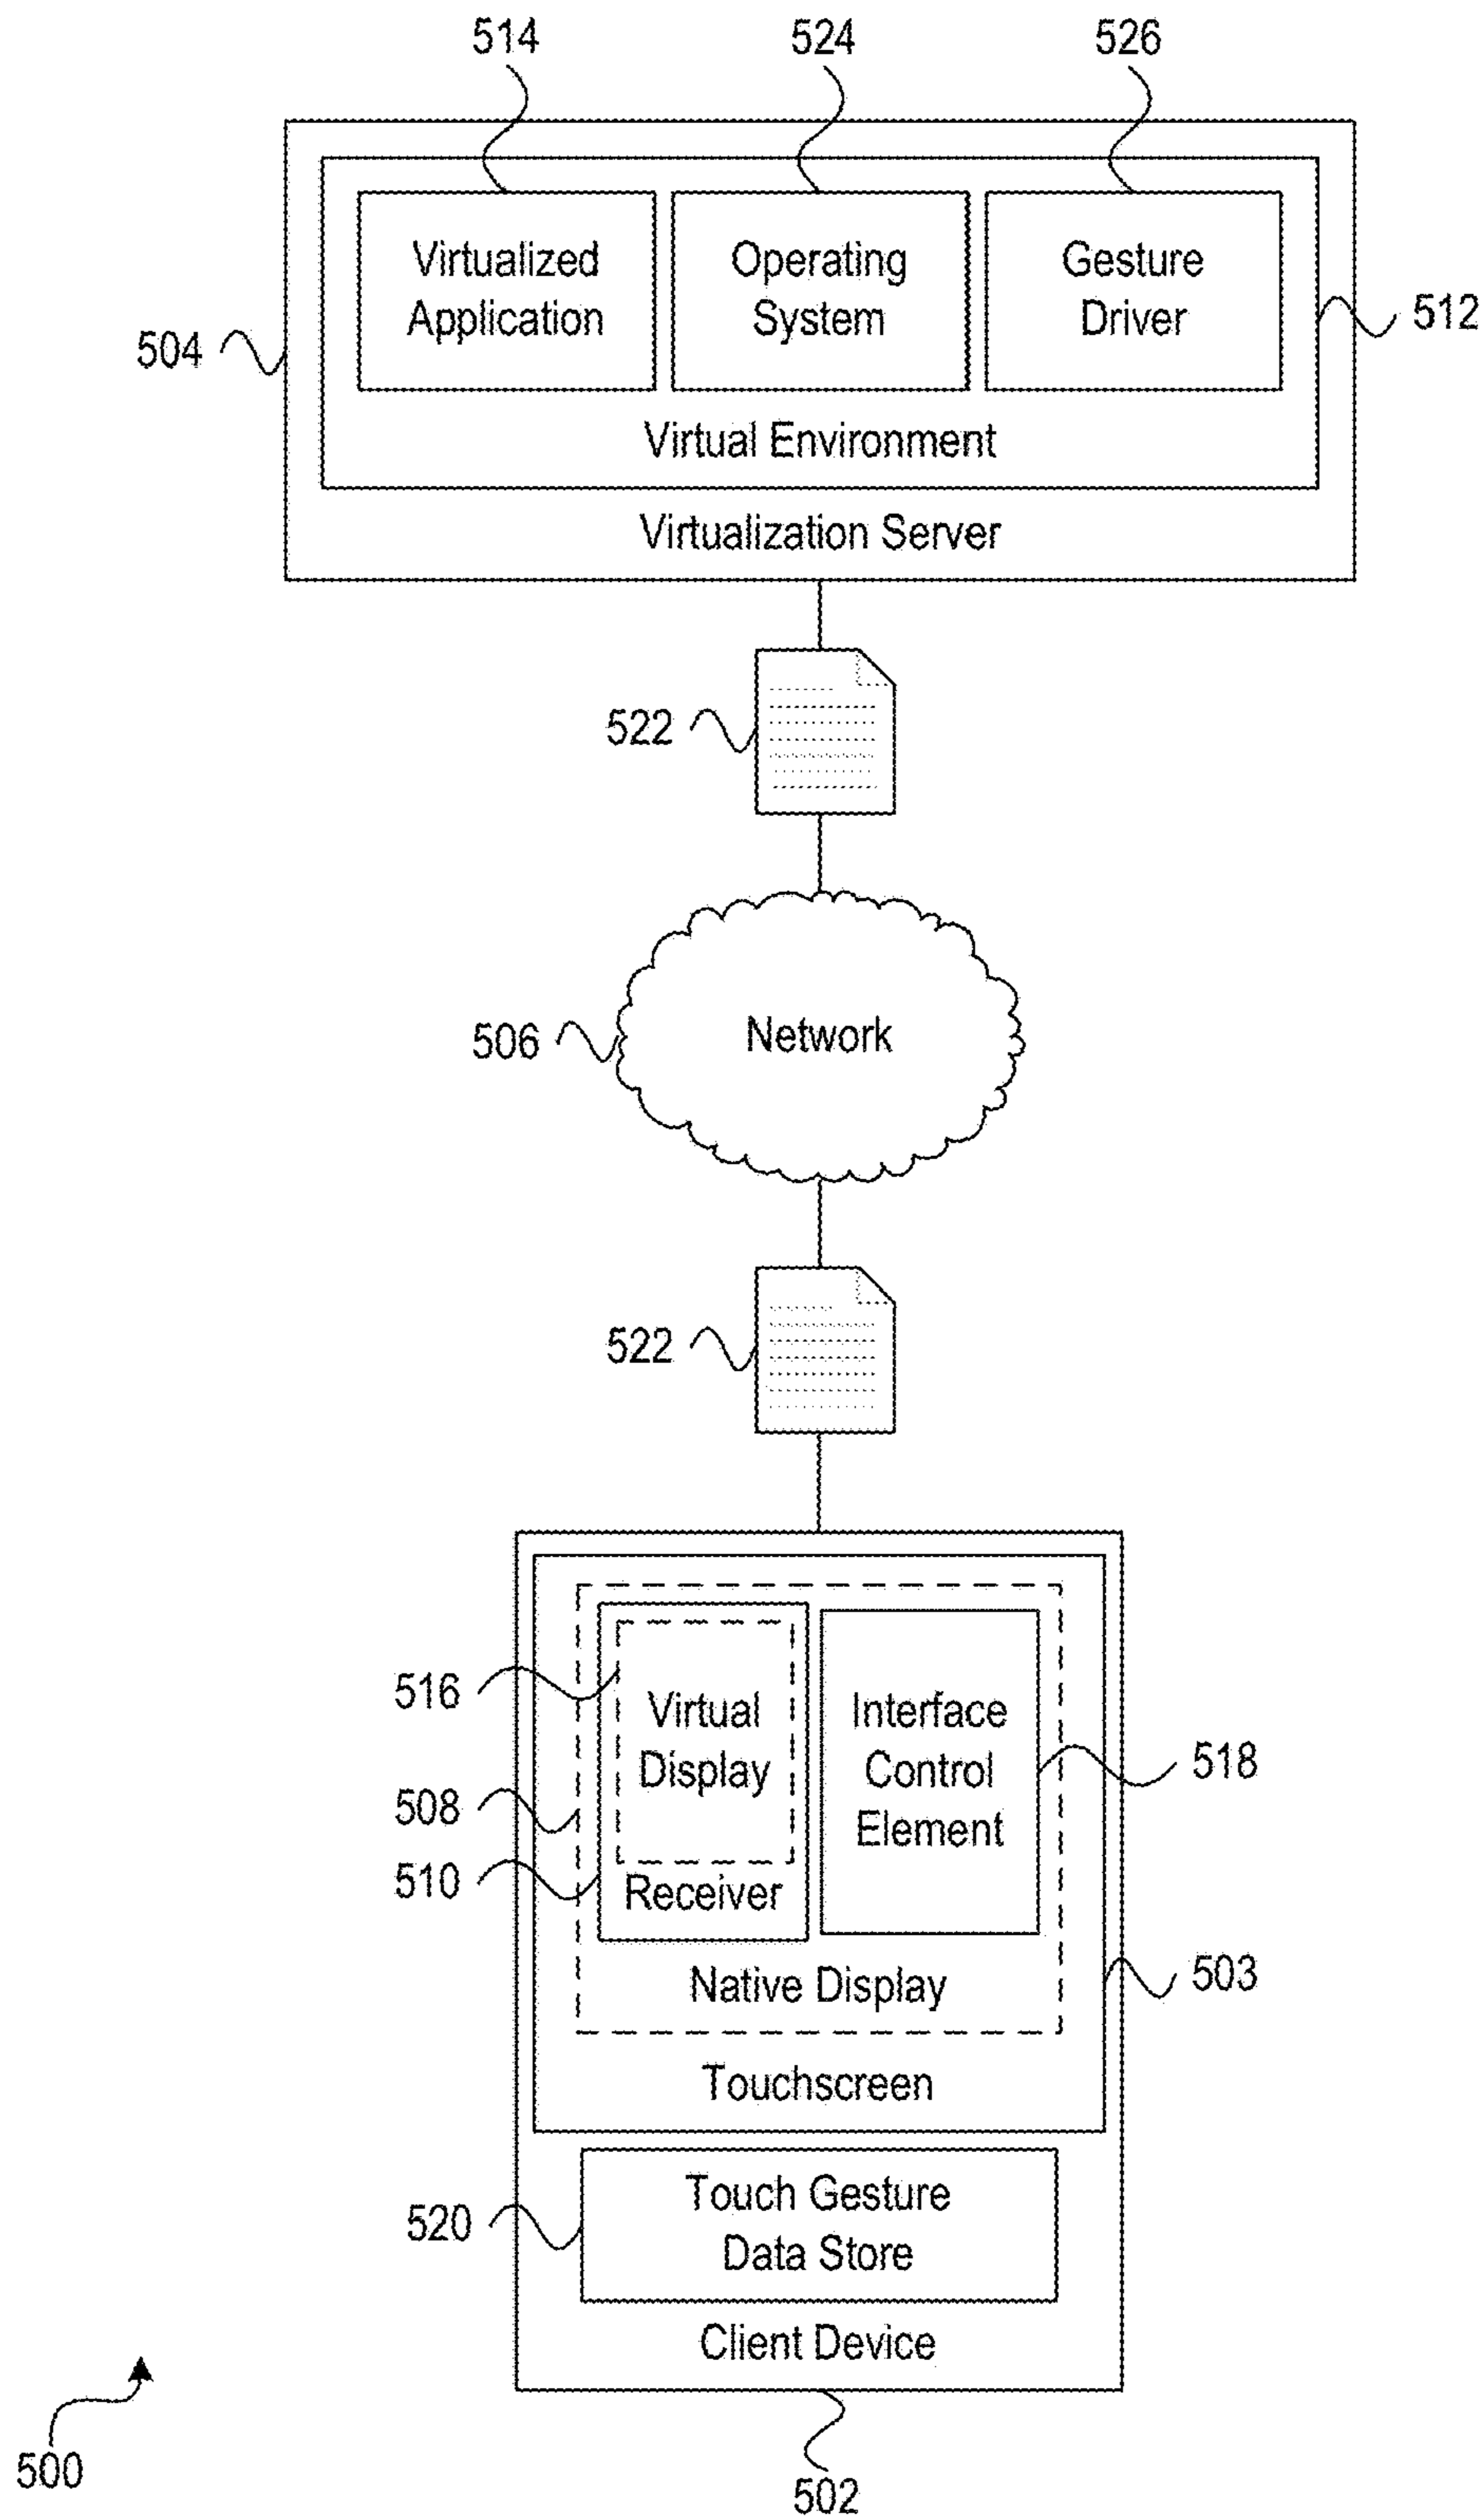 514
524
526
Virtualized
Application
Operating
System
Gesture
Driver
504
512
Virtual Environment
Virtualization Server
522
506
Network
522
516
Virtual
Display
Interface
Control
Element
518
508
510
Receiver
Native Display
503
Touchscreen
520
Touch Gesture
Data Store
Client Device
500
502